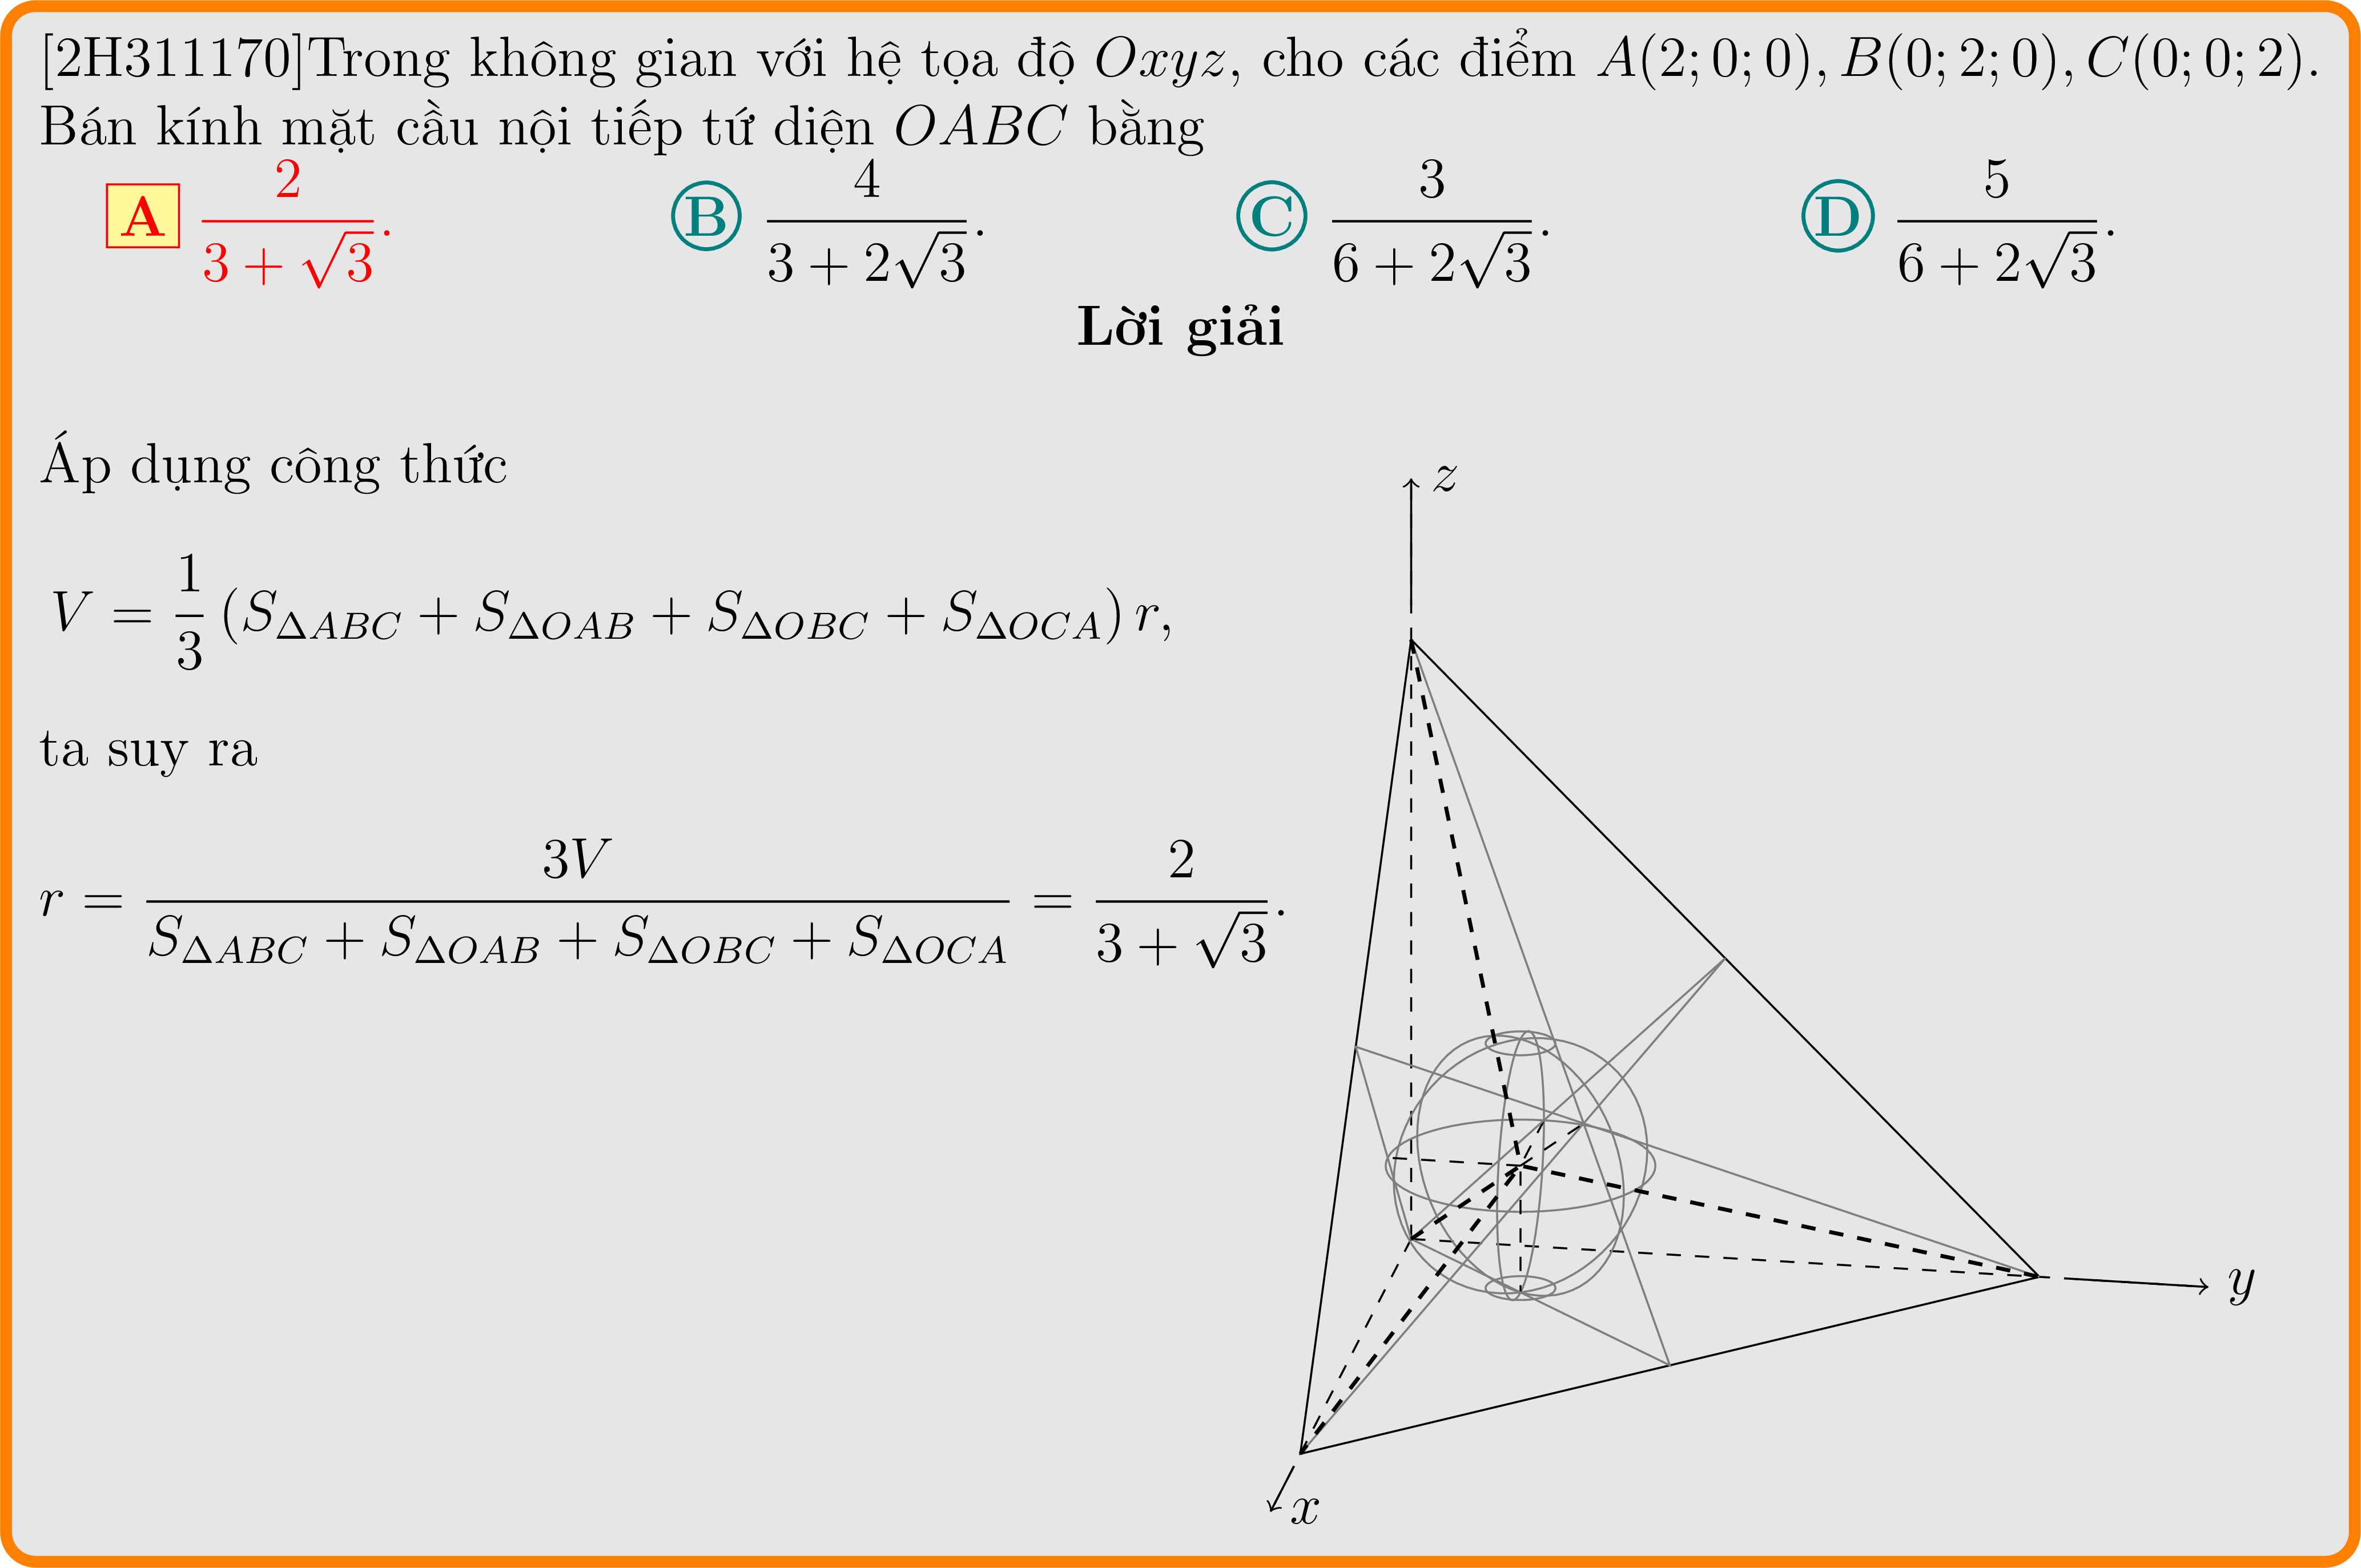 [2H311170]Trong không gian với hệ tọa độ Oxyz, cho các điểm A(2; 0; 0), B(0; 2; 0), C(0; 0; 2).
Bán kính mặt cầu nội tiếp tứ diện OABC bằng
A $\frac{2}{3+\sqrt{3}}$. B $\frac{4}{3+2\sqrt{3}}$. C $\frac{3}{6+2\sqrt{3}}$. D $\frac{5}{6+2\sqrt{3}}$.
Lời giải
Áp dụng công thức
$V = \frac{1}{3}\left(S_{\Delta ABC} + S_{\Delta OAB} + S_{\Delta OBC} + S_{\Delta OCA}\right)r,$
ta suy ra
$r = \frac{3V}{S_{\Delta ABC} + S_{\Delta OAB} + S_{\Delta OBC} + S_{\Delta OCA}} = \frac{2}{3+\sqrt{3}}.$
z
y
x